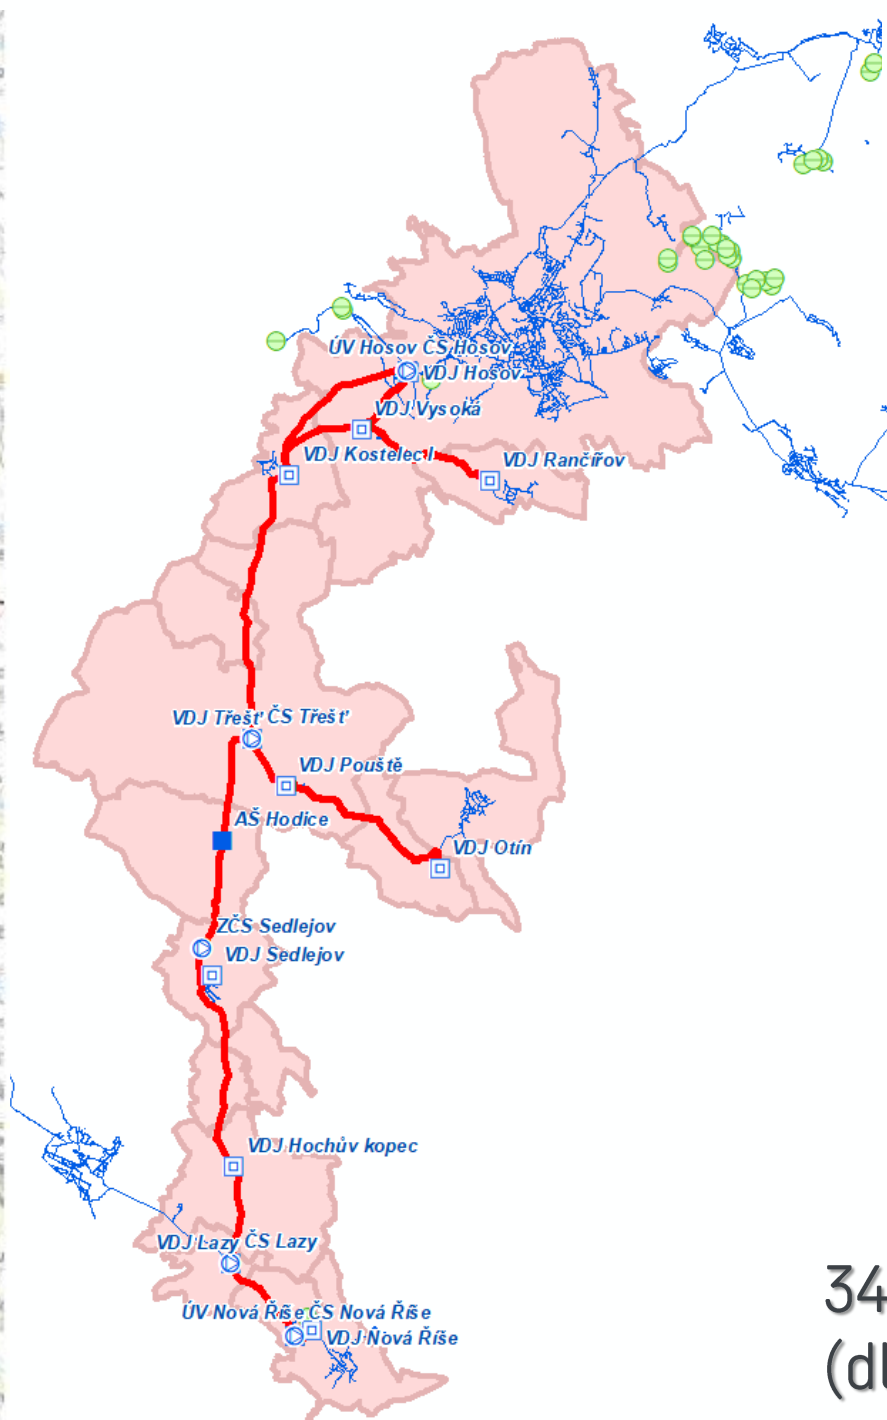 ÚV Hosov ČS Hosov
VDJ Hosov
VDJ Vysoká
VDJ Kostelec I
VDJ Rančířov
VDJ Třešť ČS Třešť
VDJ Pouště
AŠ Hodice
VDJ Otín
ZČS Sedlejov
VDJ Sedlejov
VDJ Hochův kopec
VDJ Lazy ČS Lazy
ÚV Nová Říše ČS Nová Říše
VDJ Nová Říše
34